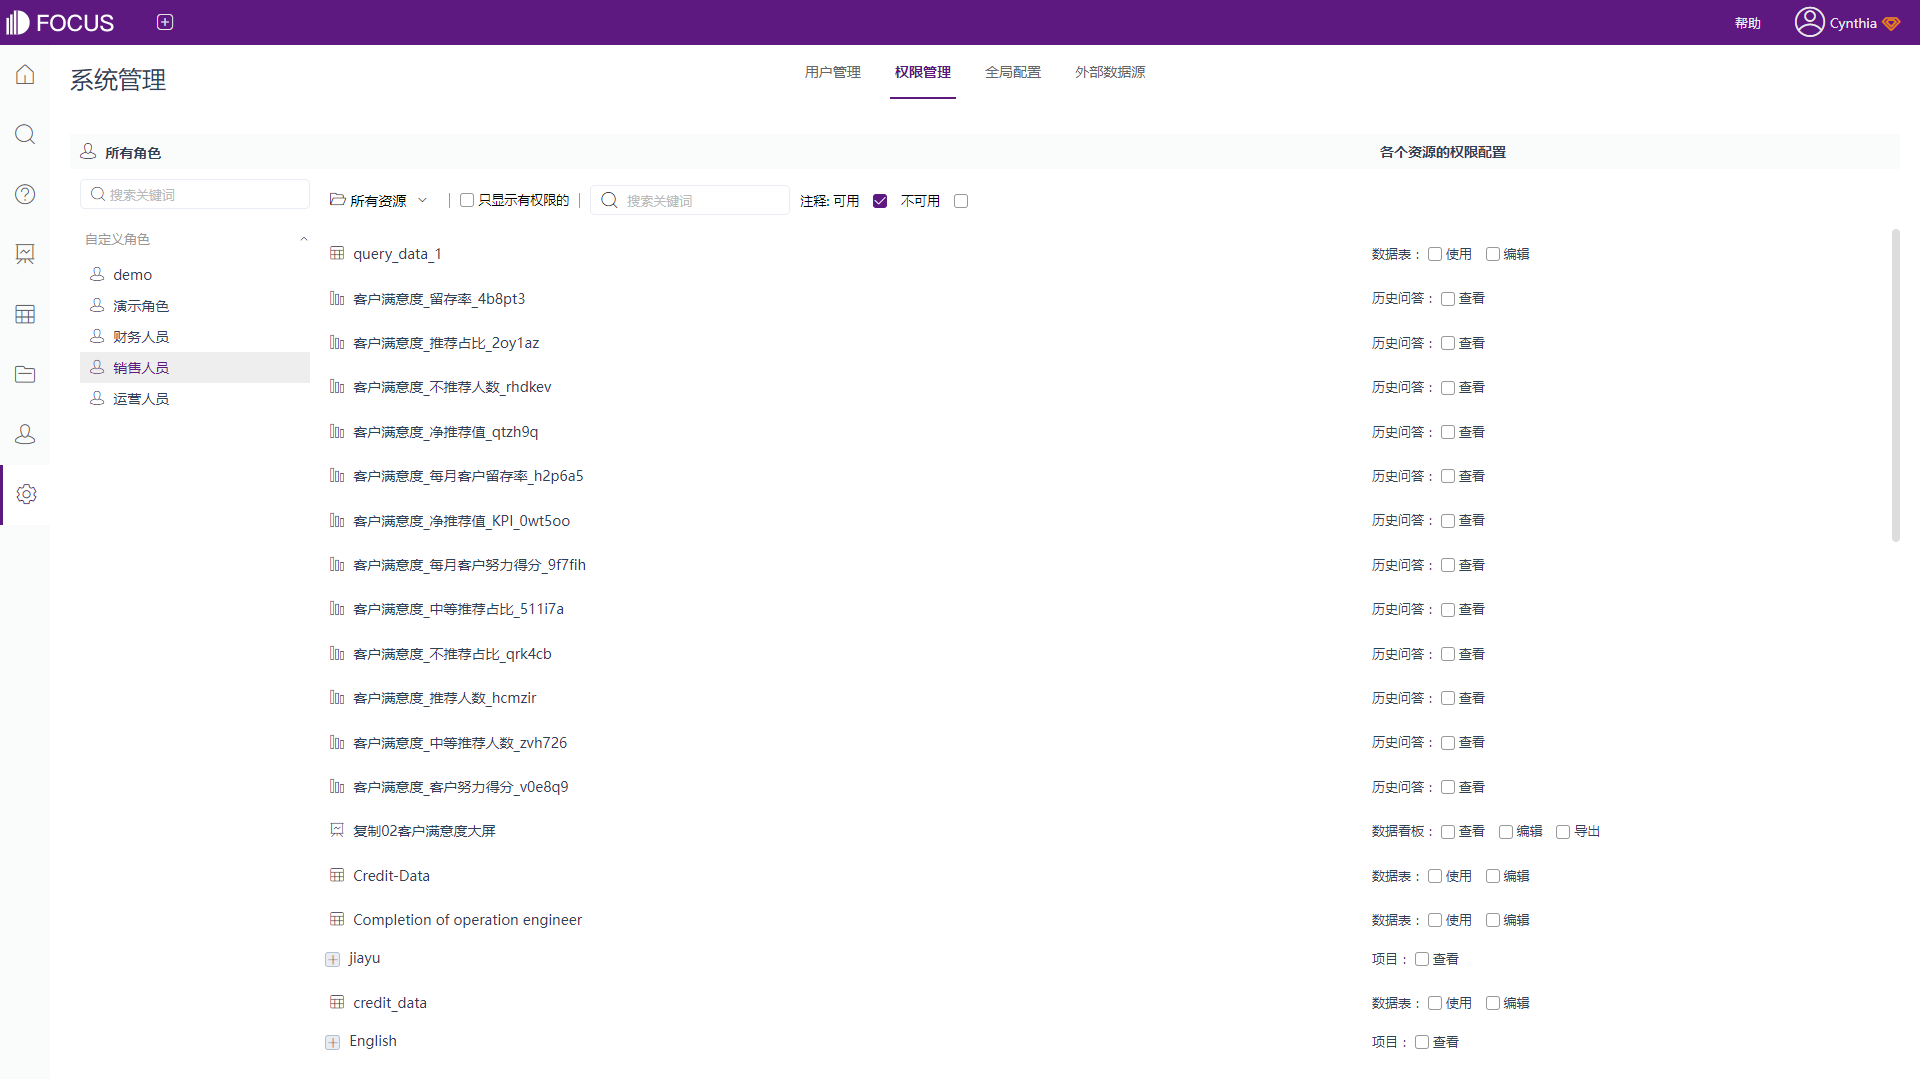 FOCUS
帮助 Cynthia
系统管理
用户管理 权限管理 全局配置 外部数据源
所有角色 各个资源的权限配置
搜索关键词 所有资源 只显示有权限的 搜索关键词 注释: 可用 不可用
自定义角色
demo
演示角色
财务人员
销售人员
运营人员
query_data_1 数据表： 使用 编辑
客户满意度_留存率_4b8pt3 历史问答： 查看
客户满意度_推荐占比_2oy1az 历史问答： 查看
客户满意度_不推荐人数_rhdkev 历史问答： 查看
客户满意度_净推荐值_qtzh9q 历史问答： 查看
客户满意度_每月客户留存率_h2p6a5 历史问答： 查看
客户满意度_净推荐值_KPI_0wt5oo 历史问答： 查看
客户满意度_每月客户努力得分_9f7fih 历史问答： 查看
客户满意度_中等推荐占比_511i7a 历史问答： 查看
客户满意度_不推荐占比_qrk4cb 历史问答： 查看
客户满意度_推荐人数_hcmzir 历史问答： 查看
客户满意度_中等推荐人数_zvh726 历史问答： 查看
客户满意度_客户努力得分_v0e8q9 历史问答： 查看
复制02客户满意度大屏 数据看板： 查看 编辑 导出
Credit-Data 数据表： 使用 编辑
Completion of operation engineer 数据表： 使用 编辑
jiayu 项目： 查看
credit_data 数据表： 使用 编辑
English 项目： 查看